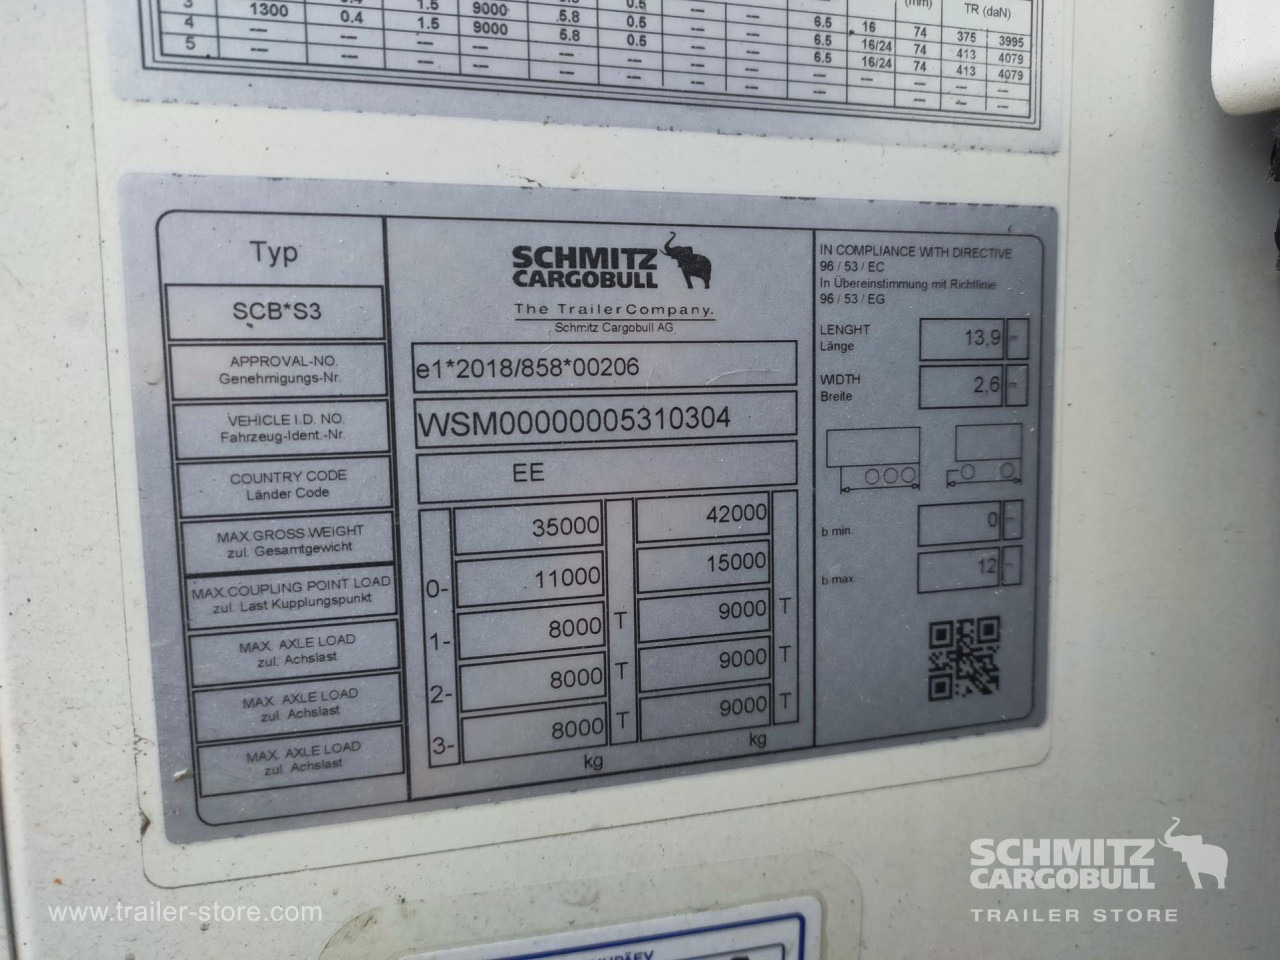 (mm) TR (daN)
3 1300 0.4 1.5 9000 0.5 — — 6.5 16 74 375 3995
4 — 0.4 1.5 9000 5.8 0.5 — — 6.5 16/24 74 413 4079
5 — — — — 5.8 0.5 — — 6.5 16/24 74 413 4079
Typ
SCB*S3
APPROVAL-NO.
Genehmigungs-Nr.
VEHICLE I.D. NO.
Fahrzeug-Ident.-Nr.
COUNTRY CODE
Länder Code
MAX.GROSS WEIGHT
zul. Gesamtgewicht
MAX.COUPLING POINT LOAD
zul. Last Kupplungspunkt
MAX. AXLE LOAD
zul. Achslast
MAX. AXLE LOAD
zul. Achslast
MAX. AXLE LOAD
zul. Achslast
SCHMITZ
CARGOBULL
The TrailerCompany.
Schmitz Cargobull AG
e1*2018/858*00206
WSM00000005310304
EE
35000 42000
0- 11000 15000
1- 8000 T 9000 T
2- 8000 T 9000 T
3- 8000 T 9000 T
kg kg
IN COMPLIANCE WITH DIRECTIVE
96 / 53 / EC
In Übereinstimmung mit Richtlinie
96 / 53 / EG
LENGHT
Länge
13,9
WIDTH
Breite
2,6
b min. 0
b max. 12
SCHMITZ
CARGOBULL
TRAILER STORE
www.trailer-store.com